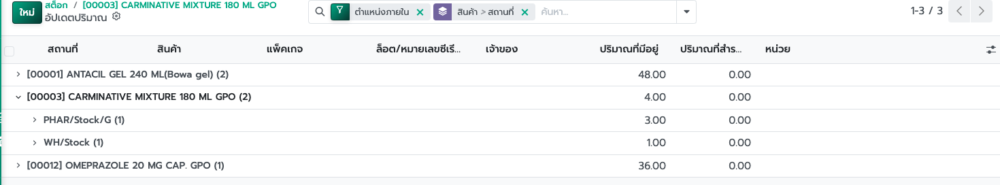 ใหม่
สต็อก / [00003] CARMINATIVE MIXTURE 180 ML GPO
อัปเดตปริมาณ
ตำแหน่งภายใน
สินค้า > สถานที่
ค้นหา...
1-3 / 3
สถานที่ สินค้า แพ็คเกจ ล็อต/หมายเลขซีเรี... เจ้าของ ปริมาณที่มีอยู่ ปริมาณที่สำร... หน่วย
[00001] ANTACIL GEL 240 ML(Bowa gel) (2) 48.00 0.00
[00003] CARMINATIVE MIXTURE 180 ML GPO (2) 4.00 0.00
PHAR/Stock/G (1) 3.00 0.00
WH/Stock (1) 1.00 0.00
[00012] OMEPRAZOLE 20 MG CAP. GPO (1) 36.00 0.00